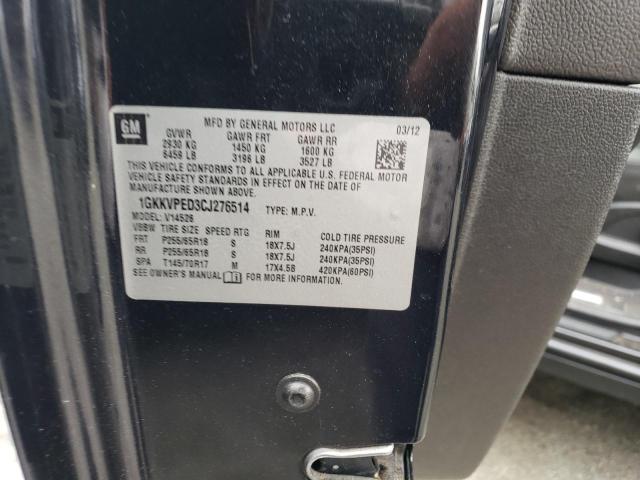 GM
MFD BY GENERAL MOTORS LLC 03/12
GVWR GAWR FRT GAWR RR
2930 KG 1450 KG 1600 KG
6459 LB 3196 LB 3527 LB
THIS VEHICLE CONFORMS TO ALL APPLICABLE U.S. FEDERAL MOTOR
VEHICLE SAFETY STANDARDS IN EFFECT ON THE DATE OF
MANUFACTURE SHOWN ABOVE.
1GKKVPED3CJ276514 TYPE: M.P.V.
MODEL: V14526
VBBW TIRE SIZE SPEED RTG RIM COLD TIRE PRESSURE
FRT P255/65R18 S 18X7.5J 240KPA(35PSI)
RR P255/65R18 S 18X7.5J 240KPA(35PSI)
SPA T145/70R17 M 17X4.5B 420KPA(60PSI)
SEE OWNER'S MANUAL FOR MORE INFORMATION.